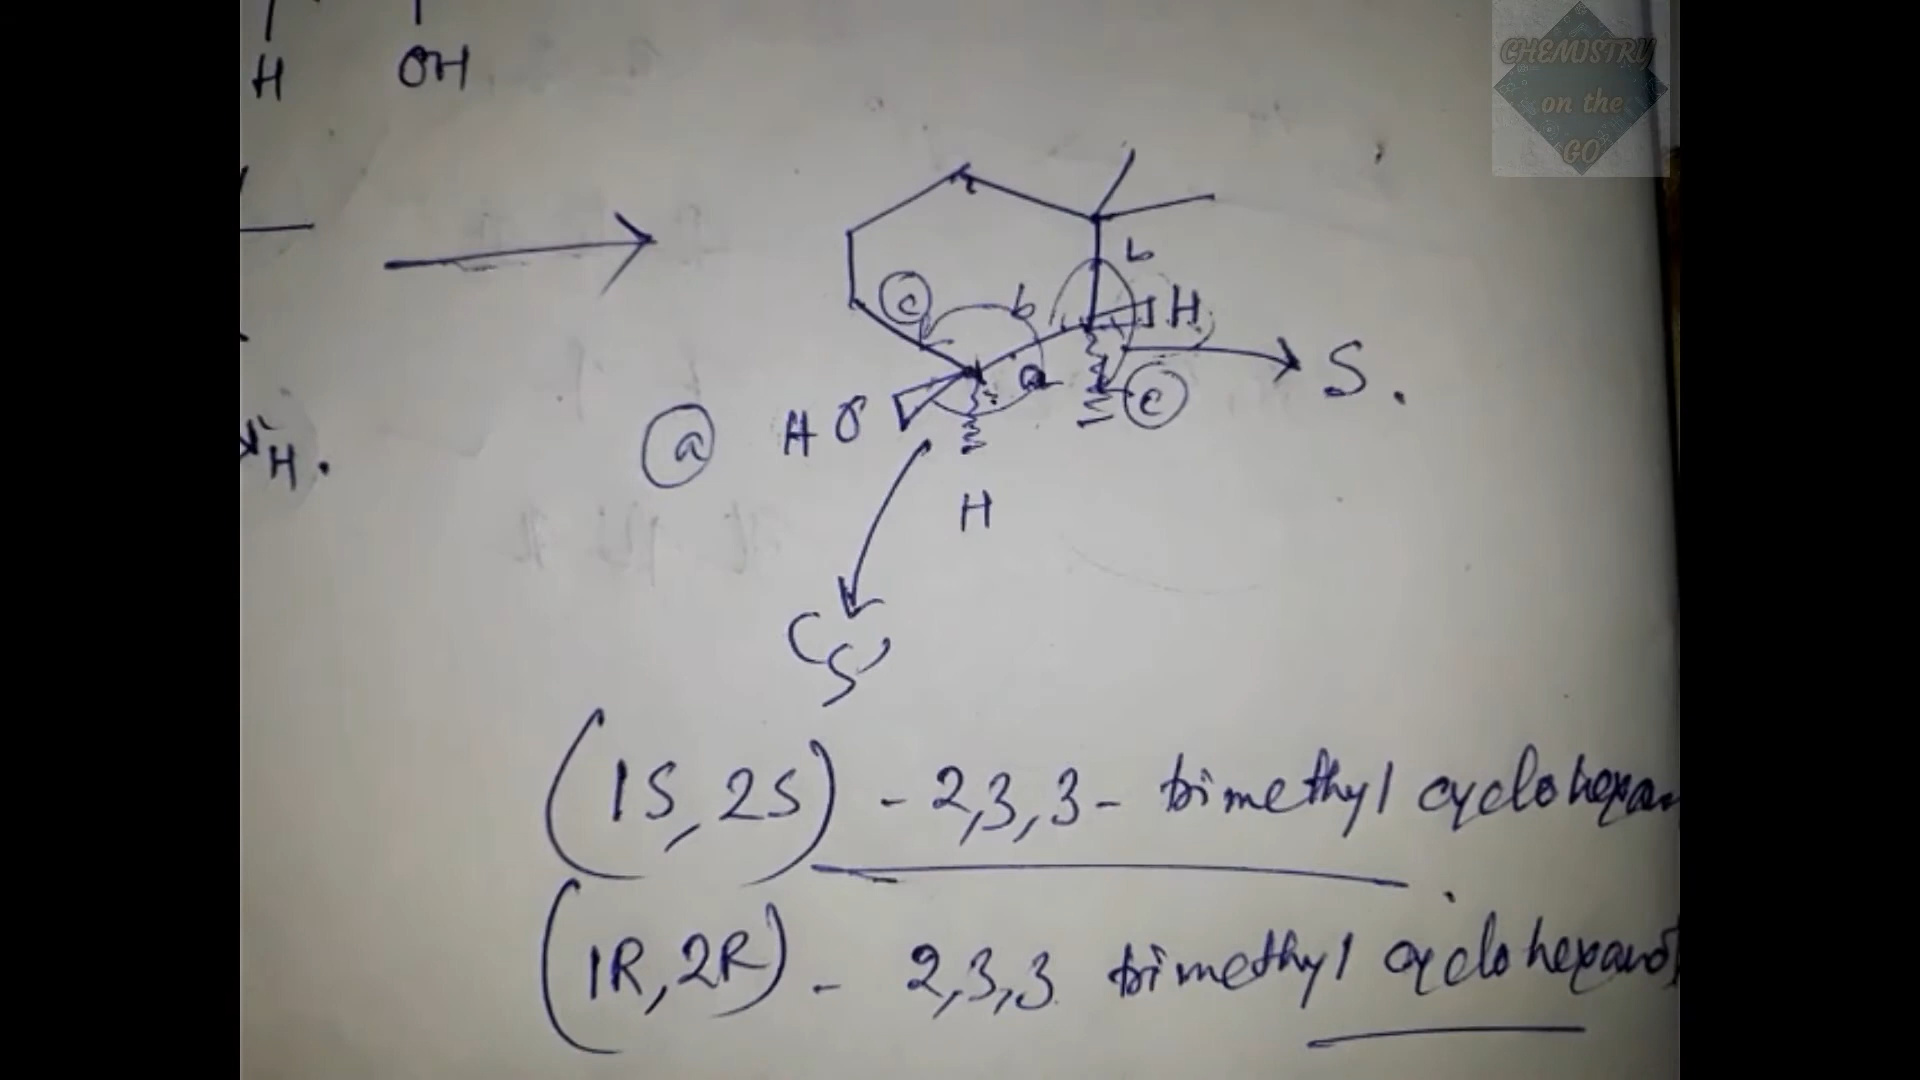 CHEMISTRY
on the
GO
H OH
b
c b H
a S.
a HO c
H.
H
S
(1S, 2S) - 2,3,3 - trimethyl cyclohexan
(1R, 2R) - 2,3,3 trimethyl cyclohexanol